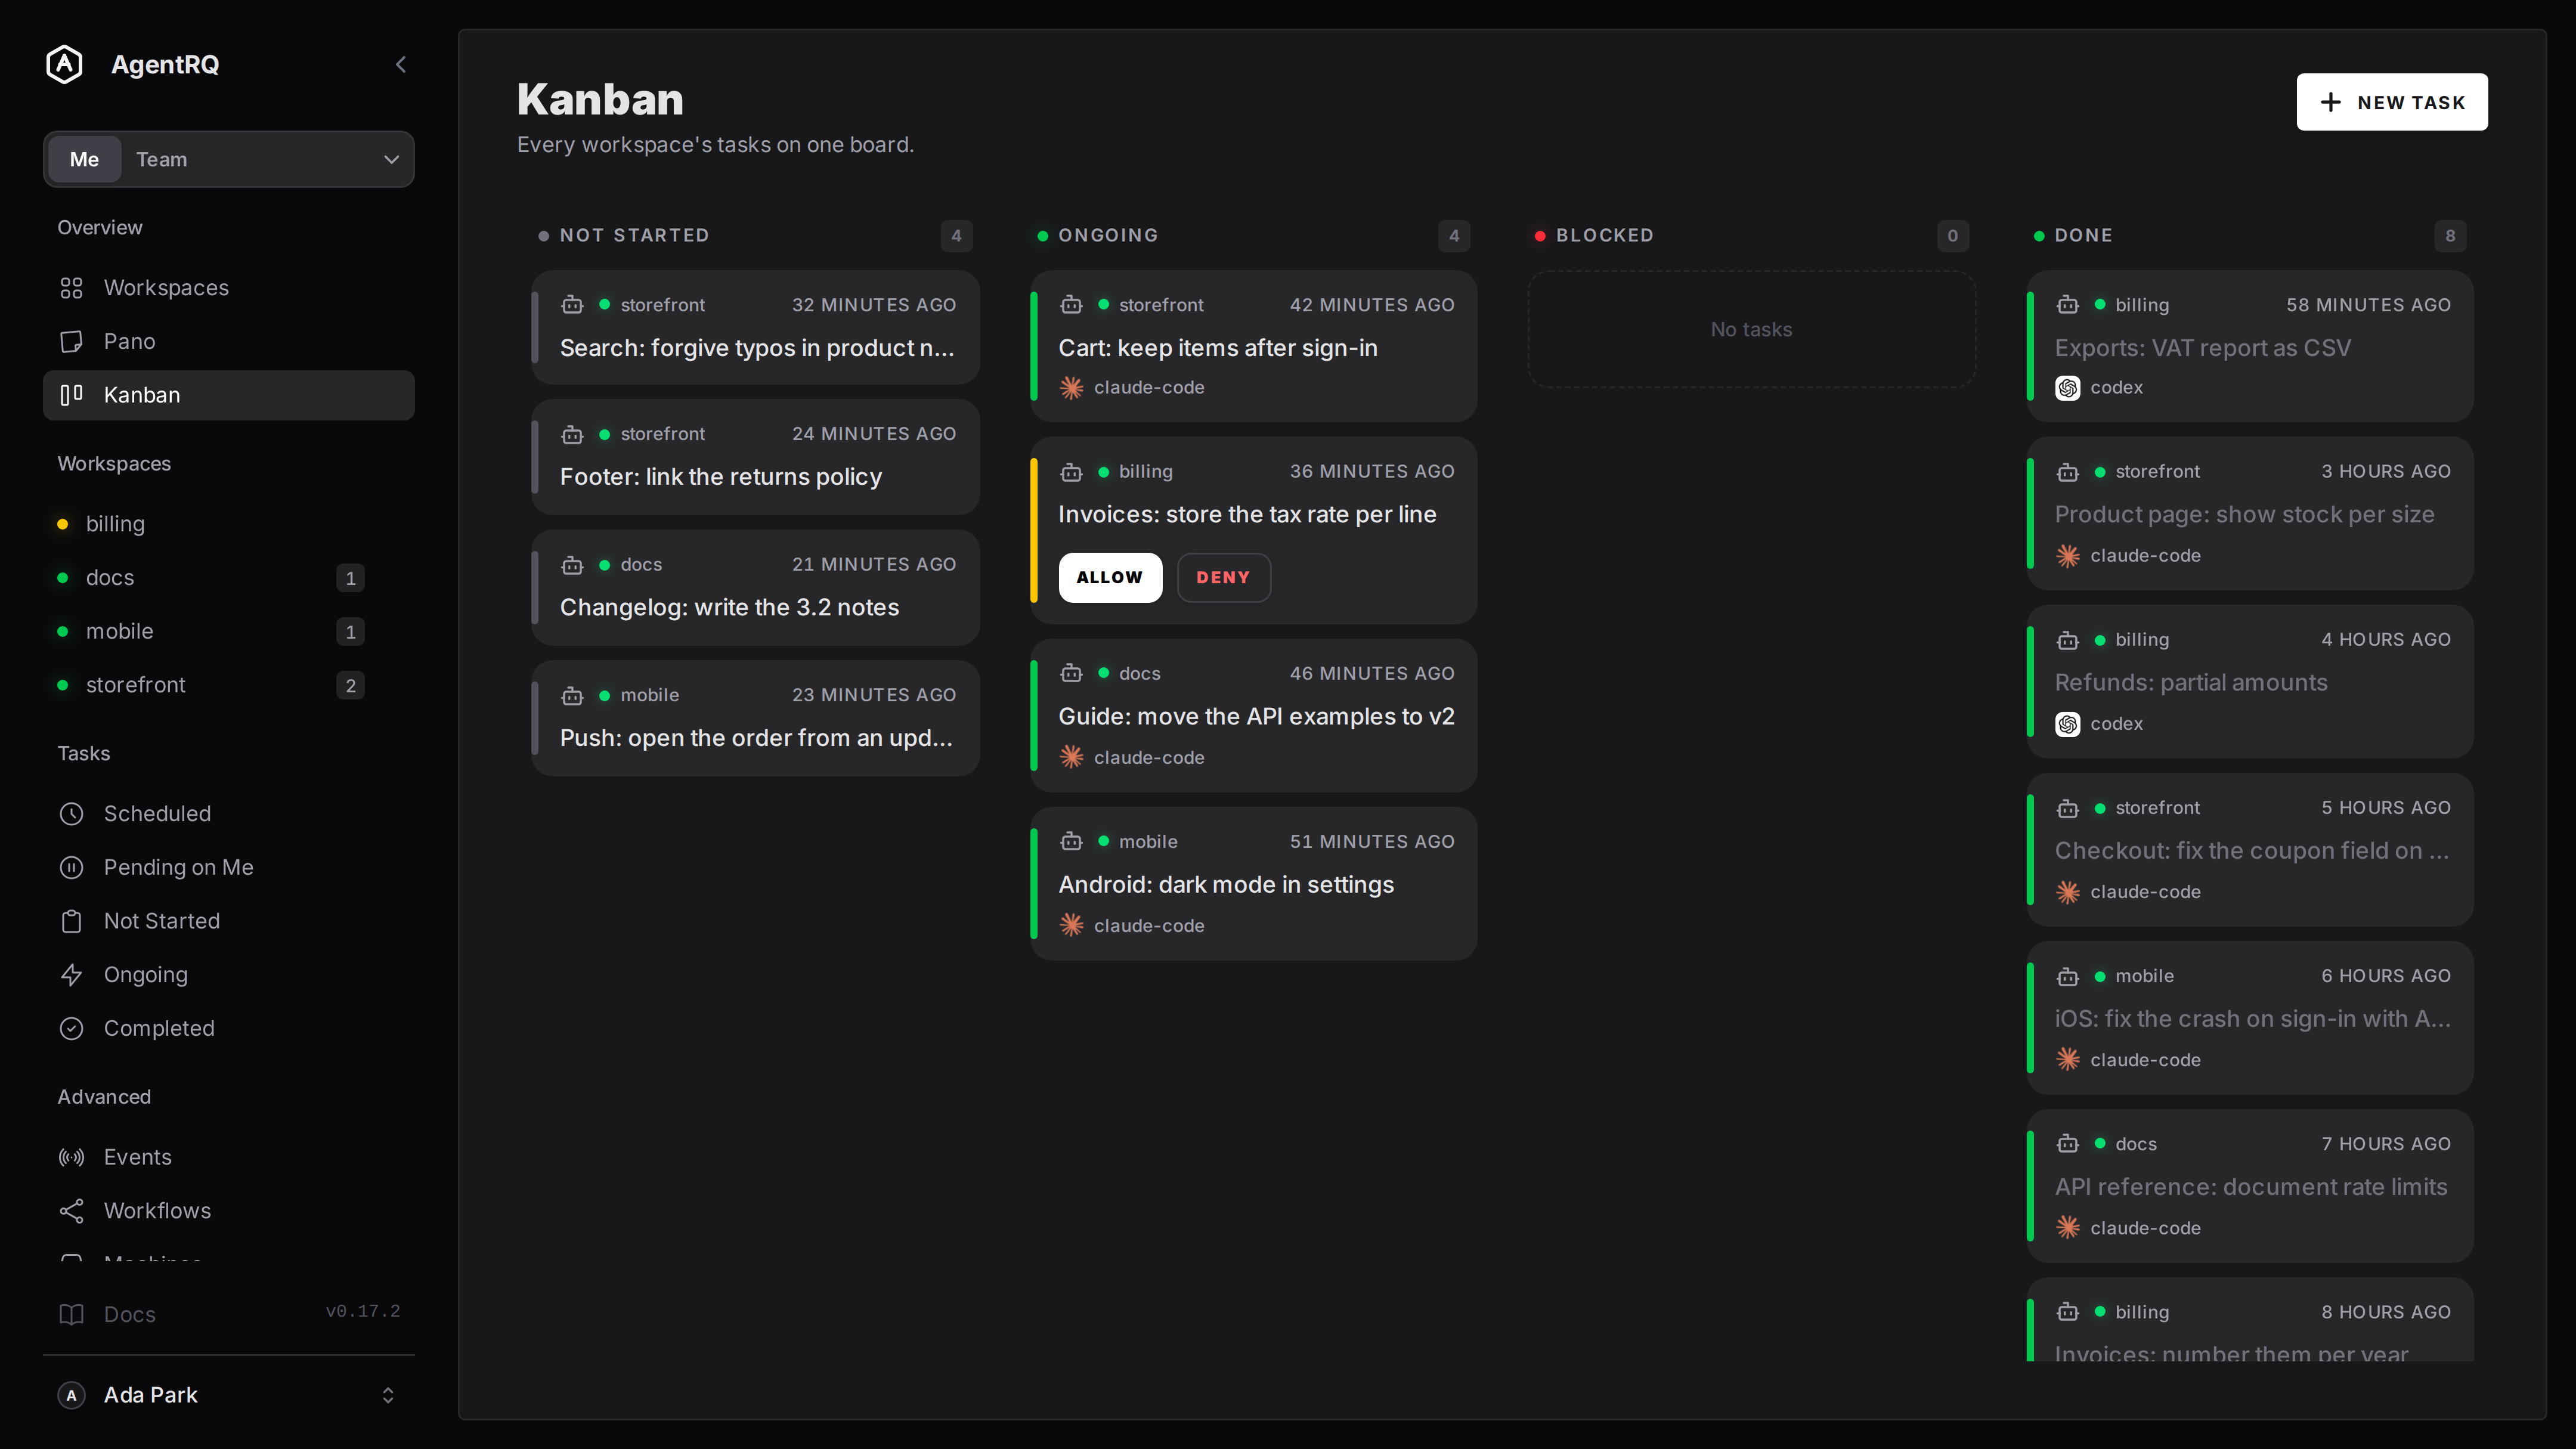 AgentRQ
Me Team
Overview
Workspaces
Pano
Kanban
Workspaces
billing
docs 1
mobile 1
storefront 2
Tasks
Scheduled
Pending on Me
Not Started
Ongoing
Completed
Advanced
Events
Workflows
Machines
Docs v0.17.2
A Ada Park
Kanban
Every workspace's tasks on one board.
NEW TASK
NOT STARTED 4
storefront 32 MINUTES AGO
Search: forgive typos in product n...
storefront 24 MINUTES AGO
Footer: link the returns policy
docs 21 MINUTES AGO
Changelog: write the 3.2 notes
mobile 23 MINUTES AGO
Push: open the order from an upd...
ONGOING 4
storefront 42 MINUTES AGO
Cart: keep items after sign-in
claude-code
billing 36 MINUTES AGO
Invoices: store the tax rate per line
ALLOW DENY
docs 46 MINUTES AGO
Guide: move the API examples to v2
claude-code
mobile 51 MINUTES AGO
Android: dark mode in settings
claude-code
BLOCKED 0
No tasks
DONE 8
billing 58 MINUTES AGO
Exports: VAT report as CSV
codex
storefront 3 HOURS AGO
Product page: show stock per size
claude-code
billing 4 HOURS AGO
Refunds: partial amounts
codex
storefront 5 HOURS AGO
Checkout: fix the coupon field on ...
claude-code
mobile 6 HOURS AGO
iOS: fix the crash on sign-in with A...
claude-code
docs 7 HOURS AGO
API reference: document rate limits
claude-code
billing 8 HOURS AGO
Invoices: number them per year